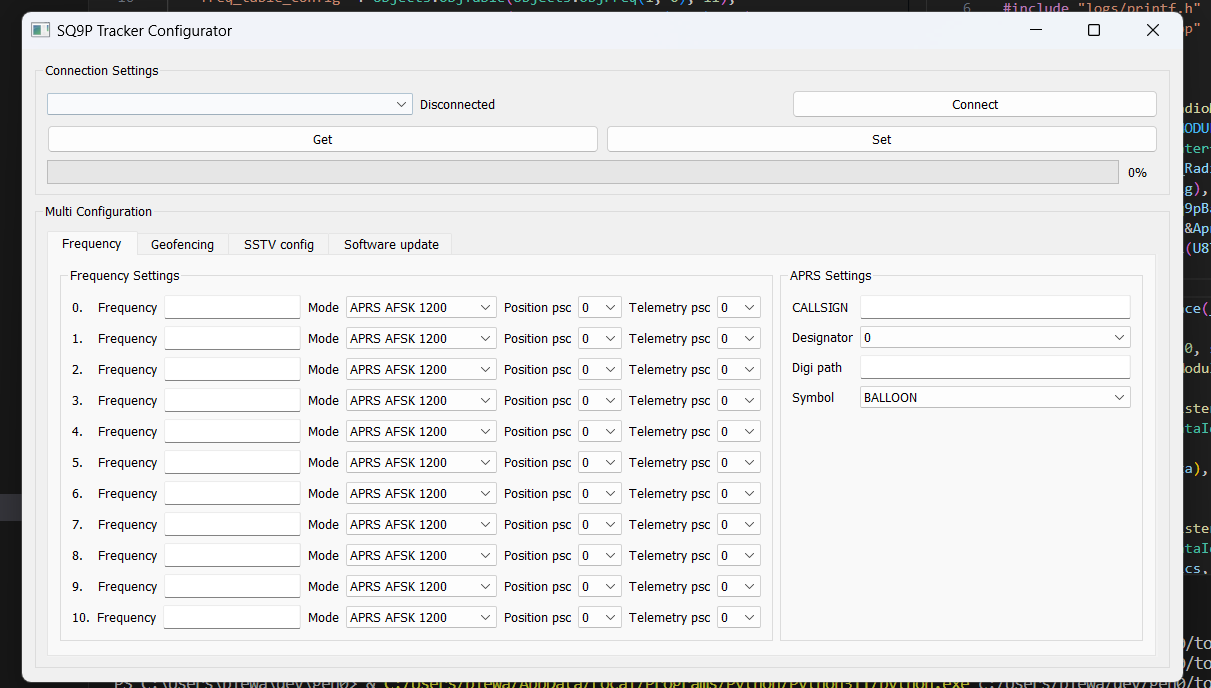 SQ9P Tracker Configurator
#include "logs/printf.h"
Connection Settings
Disconnected
Connect
Get
Set
0%
Multi Configuration
Frequency Geofencing SSTV config Software update
Frequency Settings
0. Frequency Mode APRS AFSK 1200 Position psc 0 Telemetry psc 0
1. Frequency Mode APRS AFSK 1200 Position psc 0 Telemetry psc 0
2. Frequency Mode APRS AFSK 1200 Position psc 0 Telemetry psc 0
3. Frequency Mode APRS AFSK 1200 Position psc 0 Telemetry psc 0
4. Frequency Mode APRS AFSK 1200 Position psc 0 Telemetry psc 0
5. Frequency Mode APRS AFSK 1200 Position psc 0 Telemetry psc 0
6. Frequency Mode APRS AFSK 1200 Position psc 0 Telemetry psc 0
7. Frequency Mode APRS AFSK 1200 Position psc 0 Telemetry psc 0
8. Frequency Mode APRS AFSK 1200 Position psc 0 Telemetry psc 0
9. Frequency Mode APRS AFSK 1200 Position psc 0 Telemetry psc 0
10. Frequency Mode APRS AFSK 1200 Position psc 0 Telemetry psc 0
APRS Settings
CALLSIGN
Designator 0
Digi path
Symbol BALLOON